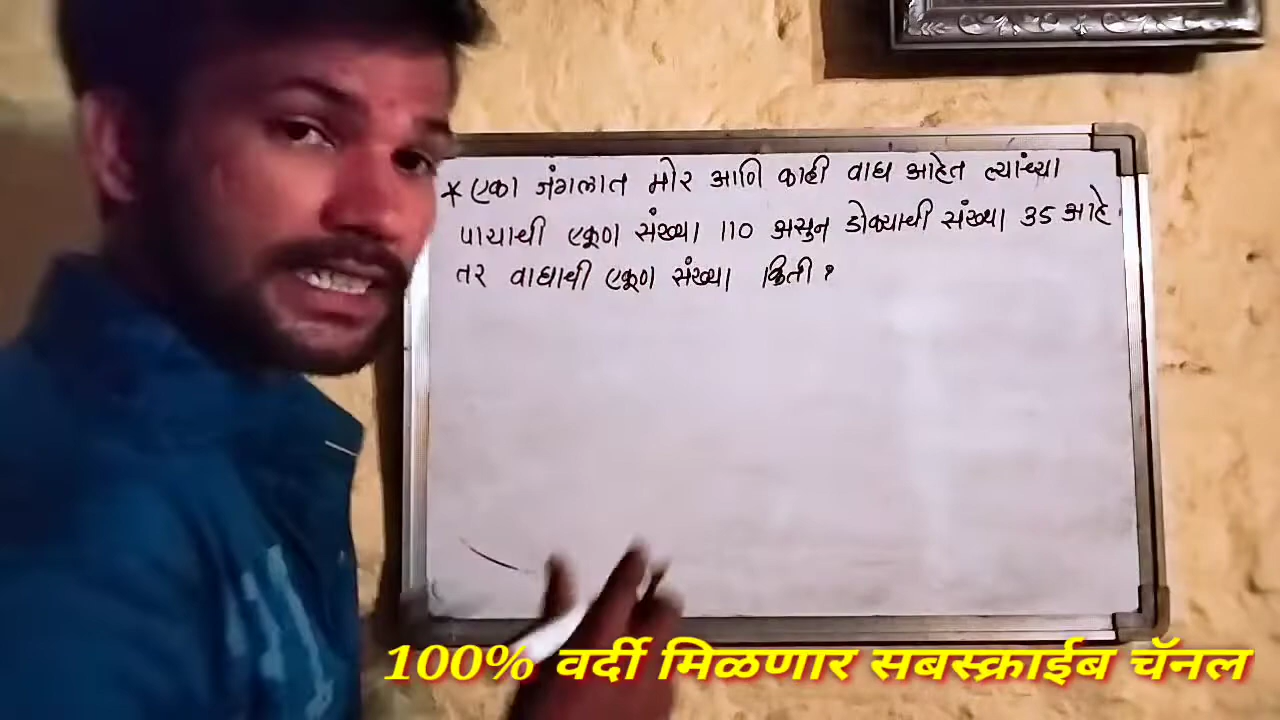 * एका जंगलात मोर आणि काही वाघ आहेत त्यांच्या
पायाची एकूण संख्या 110 असुन डोक्याची संख्या 35 आहे.
तर वाघाची एकूण संख्या किती ?
100% वर्दी मिळणार सबस्क्राईब चॅनल